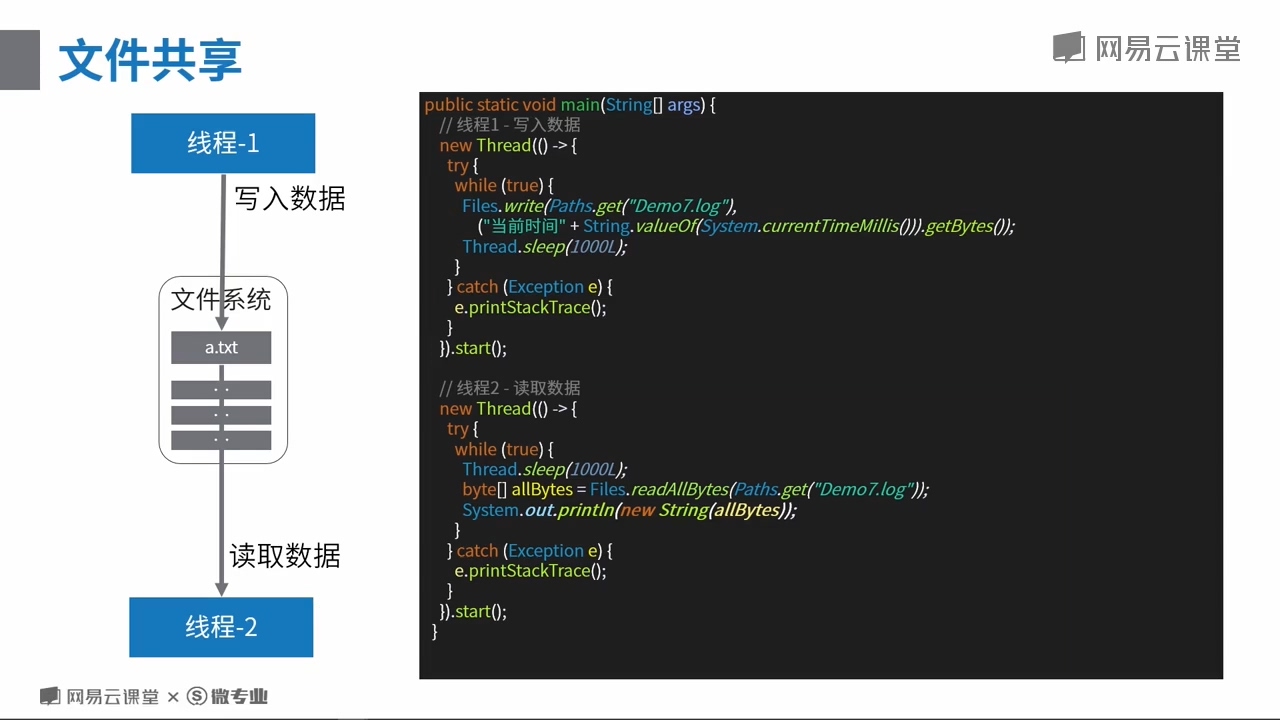 文件共享
网易云课堂
线程-1
写入数据
文件系统
a.txt
. .
. .
. .
读取数据
线程-2
public static void main(String[] args) {
// 线程1 - 写入数据
new Thread(() -> {
try {
while (true) {
Files.write(Paths.get("Demo7.log"),
("当前时间" + String.valueOf(System.currentTimeMillis())).getBytes());
Thread.sleep(1000L);
}
} catch (Exception e) {
e.printStackTrace();
}
}).start();
// 线程2 - 读取数据
new Thread(() -> {
try {
while (true) {
Thread.sleep(1000L);
byte[] allBytes = Files.readAllBytes(Paths.get("Demo7.log"));
System.out.println(new String(allBytes));
}
} catch (Exception e) {
e.printStackTrace();
}
}).start();
}
网易云课堂 × S 微专业